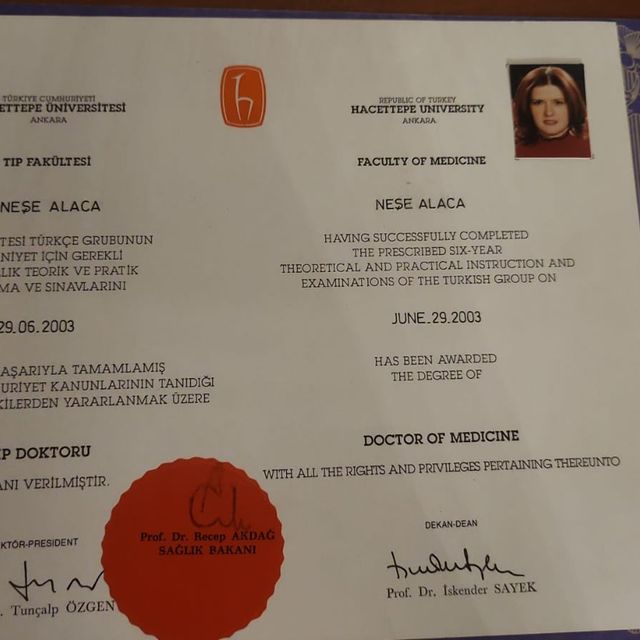 TÜRKİYE CUMHURİYETİ
ETTEPE ÜNİVERSİTESİ
ANKARA
TIP FAKÜLTESİ
NEŞE ALACA
TESİ TÜRKÇE GRUBUNUN
NİYET İÇİN GEREKLİ
LIK TEORİK VE PRATİK
MA VE SINAVLARINI
29.06.2003
AŞARIYLA TAMAMLAMIŞ
URİYET KANUNLARININ TANIDIĞI
KİLERDEN YARARLANMAK ÜZERE
IP DOKTORU
ANI VERİLMİŞTİR.
KTÖR-PRESIDENT
. Tunçalp ÖZGEN
Prof. Dr. Recep AKDAĞ
SAĞLIK BAKANI
REPUBLIC OF TURKEY
HACETTEPE UNIVERSITY
ANKARA
FACULTY OF MEDICINE
NEŞE ALACA
HAVING SUCCESSFULLY COMPLETED
THE PRESCRIBED SIX-YEAR
THEORETICAL AND PRACTICAL INSTRUCTION AND
EXAMINATIONS OF THE TURKISH GROUP ON
JUNE.29.2003
HAS BEEN AWARDED
THE DEGREE OF
DOCTOR OF MEDICINE
WITH ALL THE RIGHTS AND PRIVILEGES PERTAINING THEREUNTO
DEKAN-DEAN
Prof. Dr. İskender SAYEK